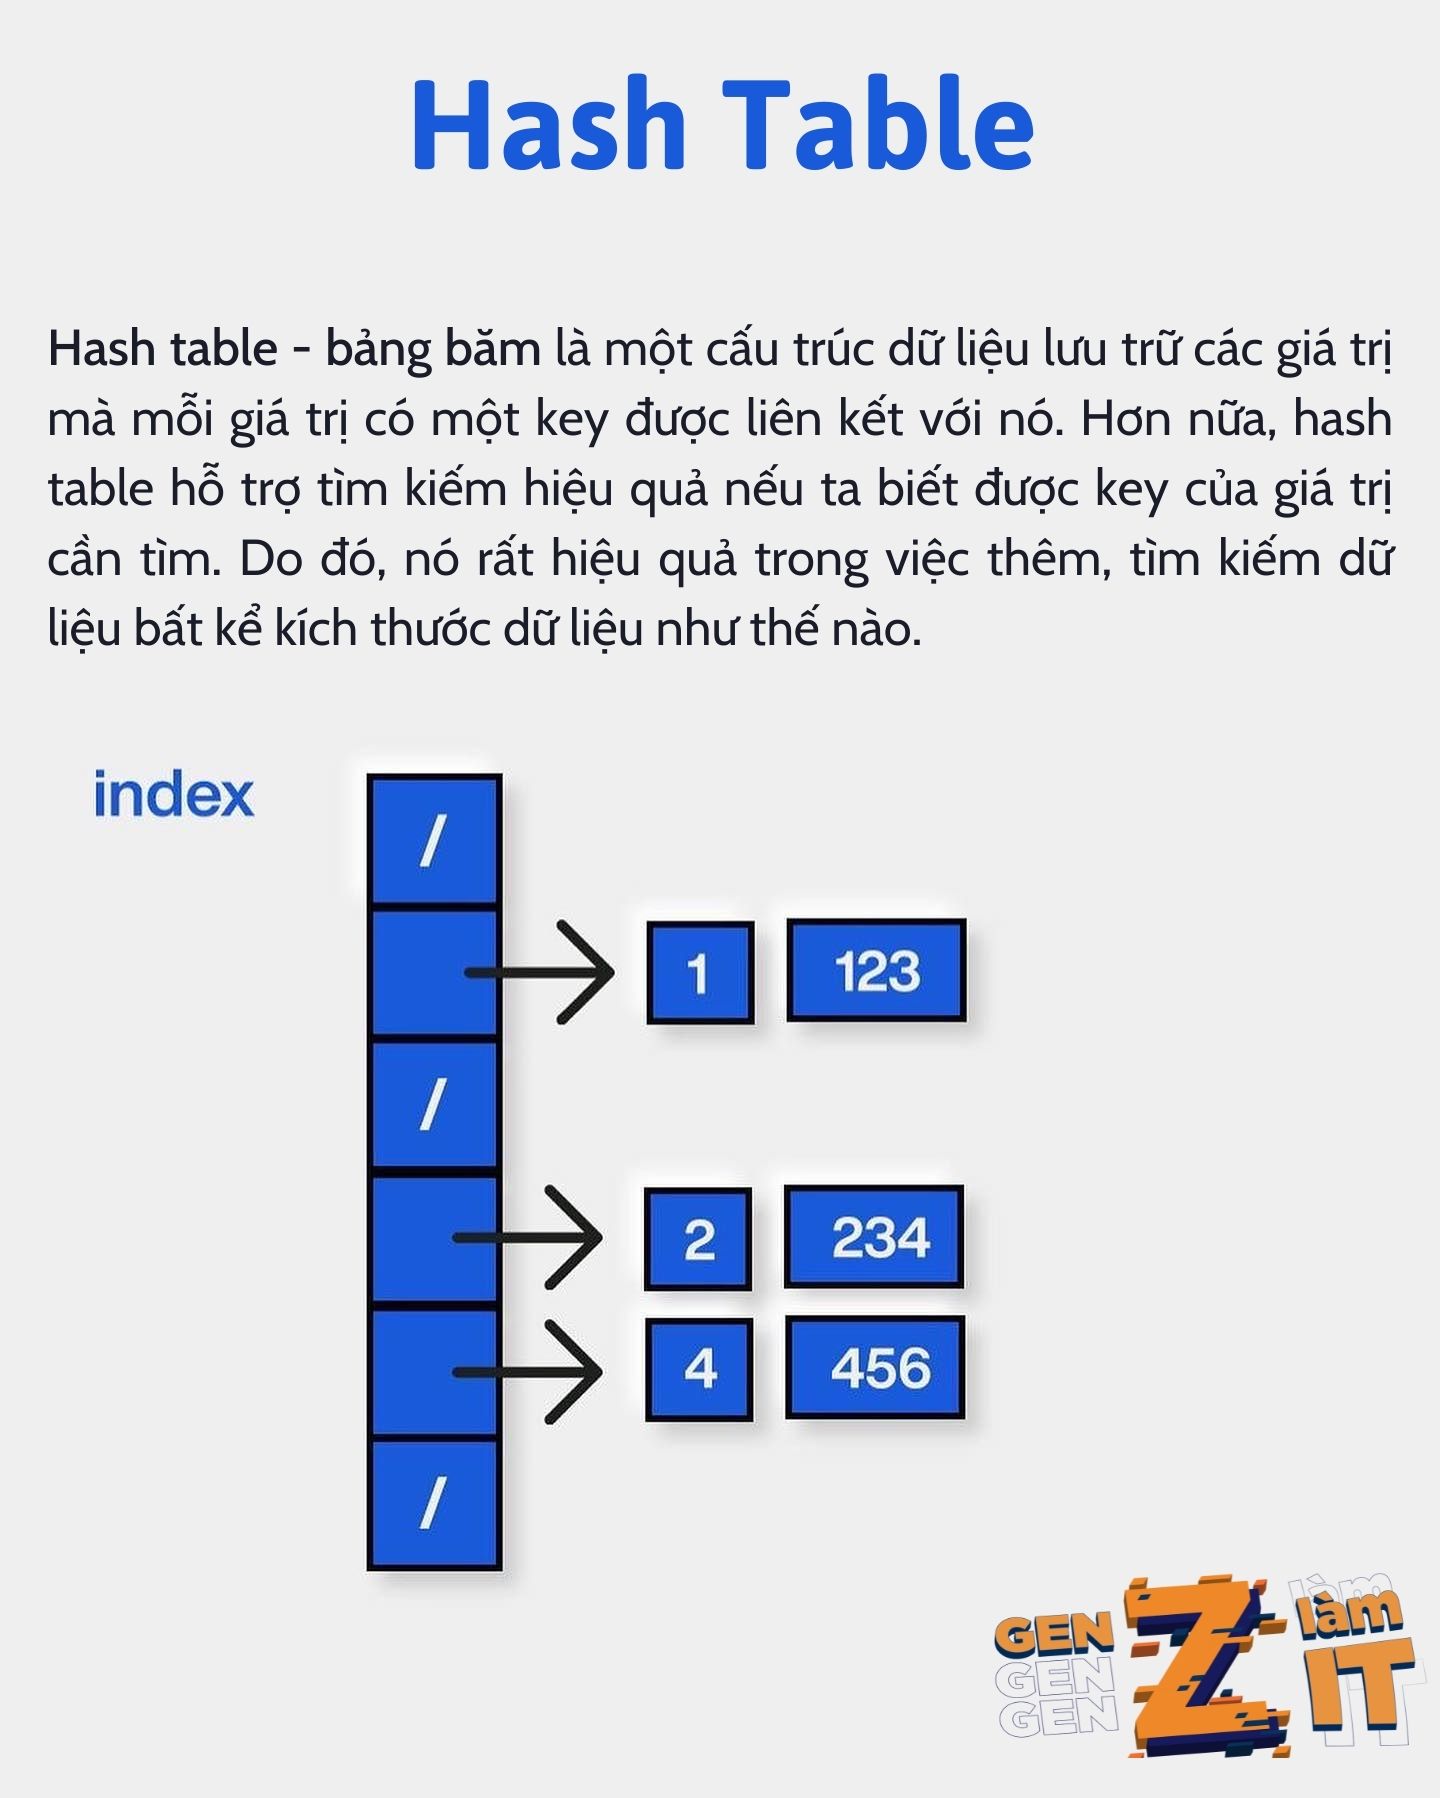 Hash Table
Hash table - bảng băm là một cấu trúc dữ liệu lưu trữ các giá trị
mà mỗi giá trị có một key được liên kết với nó. Hơn nữa, hash
table hỗ trợ tìm kiếm hiệu quả nếu ta biết được key của giá trị
cần tìm. Do đó, nó rất hiệu quả trong việc thêm, tìm kiếm dữ
liệu bất kể kích thước dữ liệu như thế nào.
index
/
1 123
/
2 234
4 456
/
GEN Z làm
GEN IT
GEN